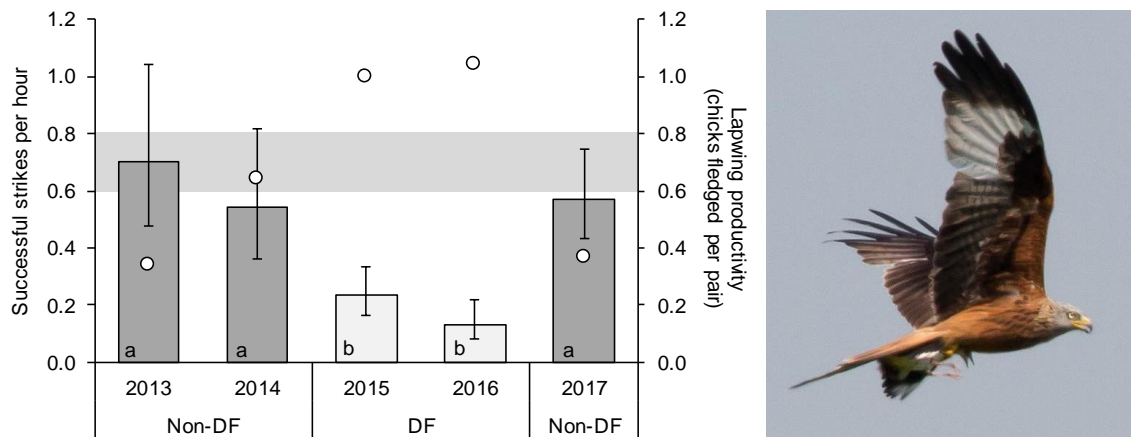 Successful strikes per hour
1.2
1.0
0.8
0.6
0.4
0.2
0.0
a
a
b
b
a
1.2
1.0
0.8
0.6
0.4
0.2
0.0
Lapwing productivity
(chicks fledged per pair)
2013
2014
2015
2016
2017
Non-DF
DF
Non-DF